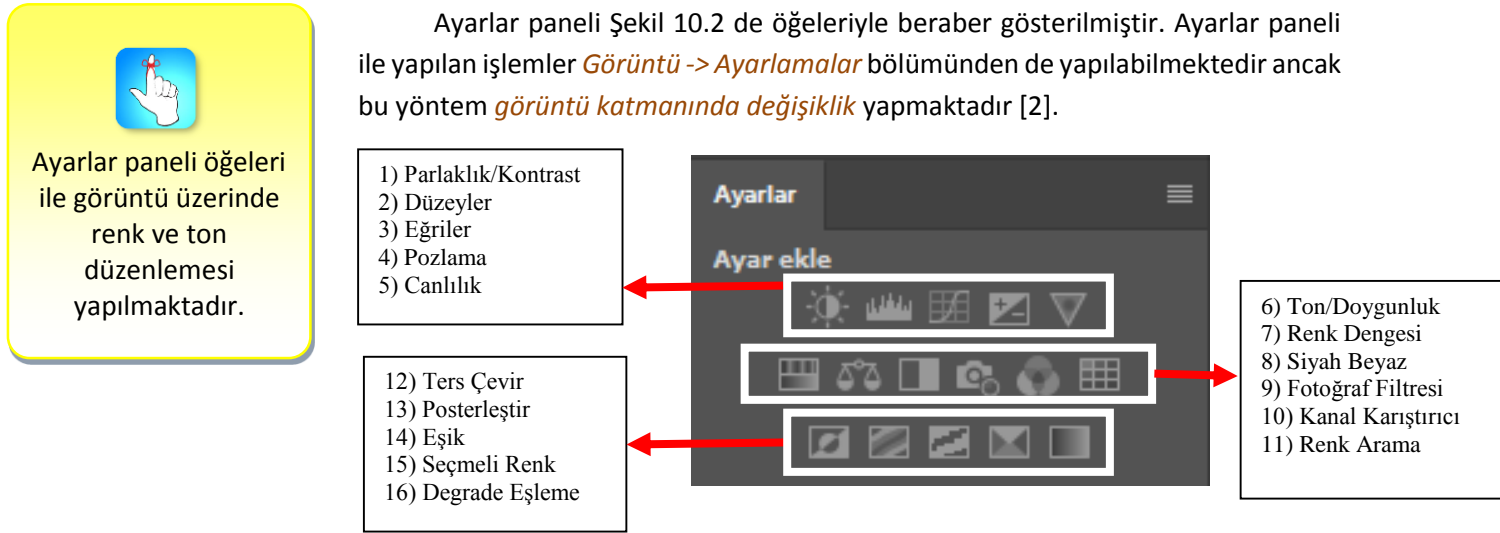 Ayarlar paneli Şekil 10.2 de öğeleriyle beraber gösterilmiştir. Ayarlar paneli
ile yapılan işlemler Görüntü -> Ayarlamalar bölümünden de yapılabilmektedir ancak
bu yöntem görüntü katmanında değişiklik yapmaktadır [2].
Ayarlar paneli öğeleri
ile görüntü üzerinde
renk ve ton
düzenlemesi
yapılmaktadır.
1) Parlaklık/Kontrast
2) Düzeyler
3) Eğriler
4) Pozlama
5) Canlılık
Ayarlar
Ayar ekle
6) Ton/Doygunluk
7) Renk Dengesi
8) Siyah Beyaz
9) Fotoğraf Filtresi
10) Kanal Karıştırıcı
11) Renk Arama
12) Ters Çevir
13) Posterleştir
14) Eşik
15) Seçmeli Renk
16) Degrade Eşleme